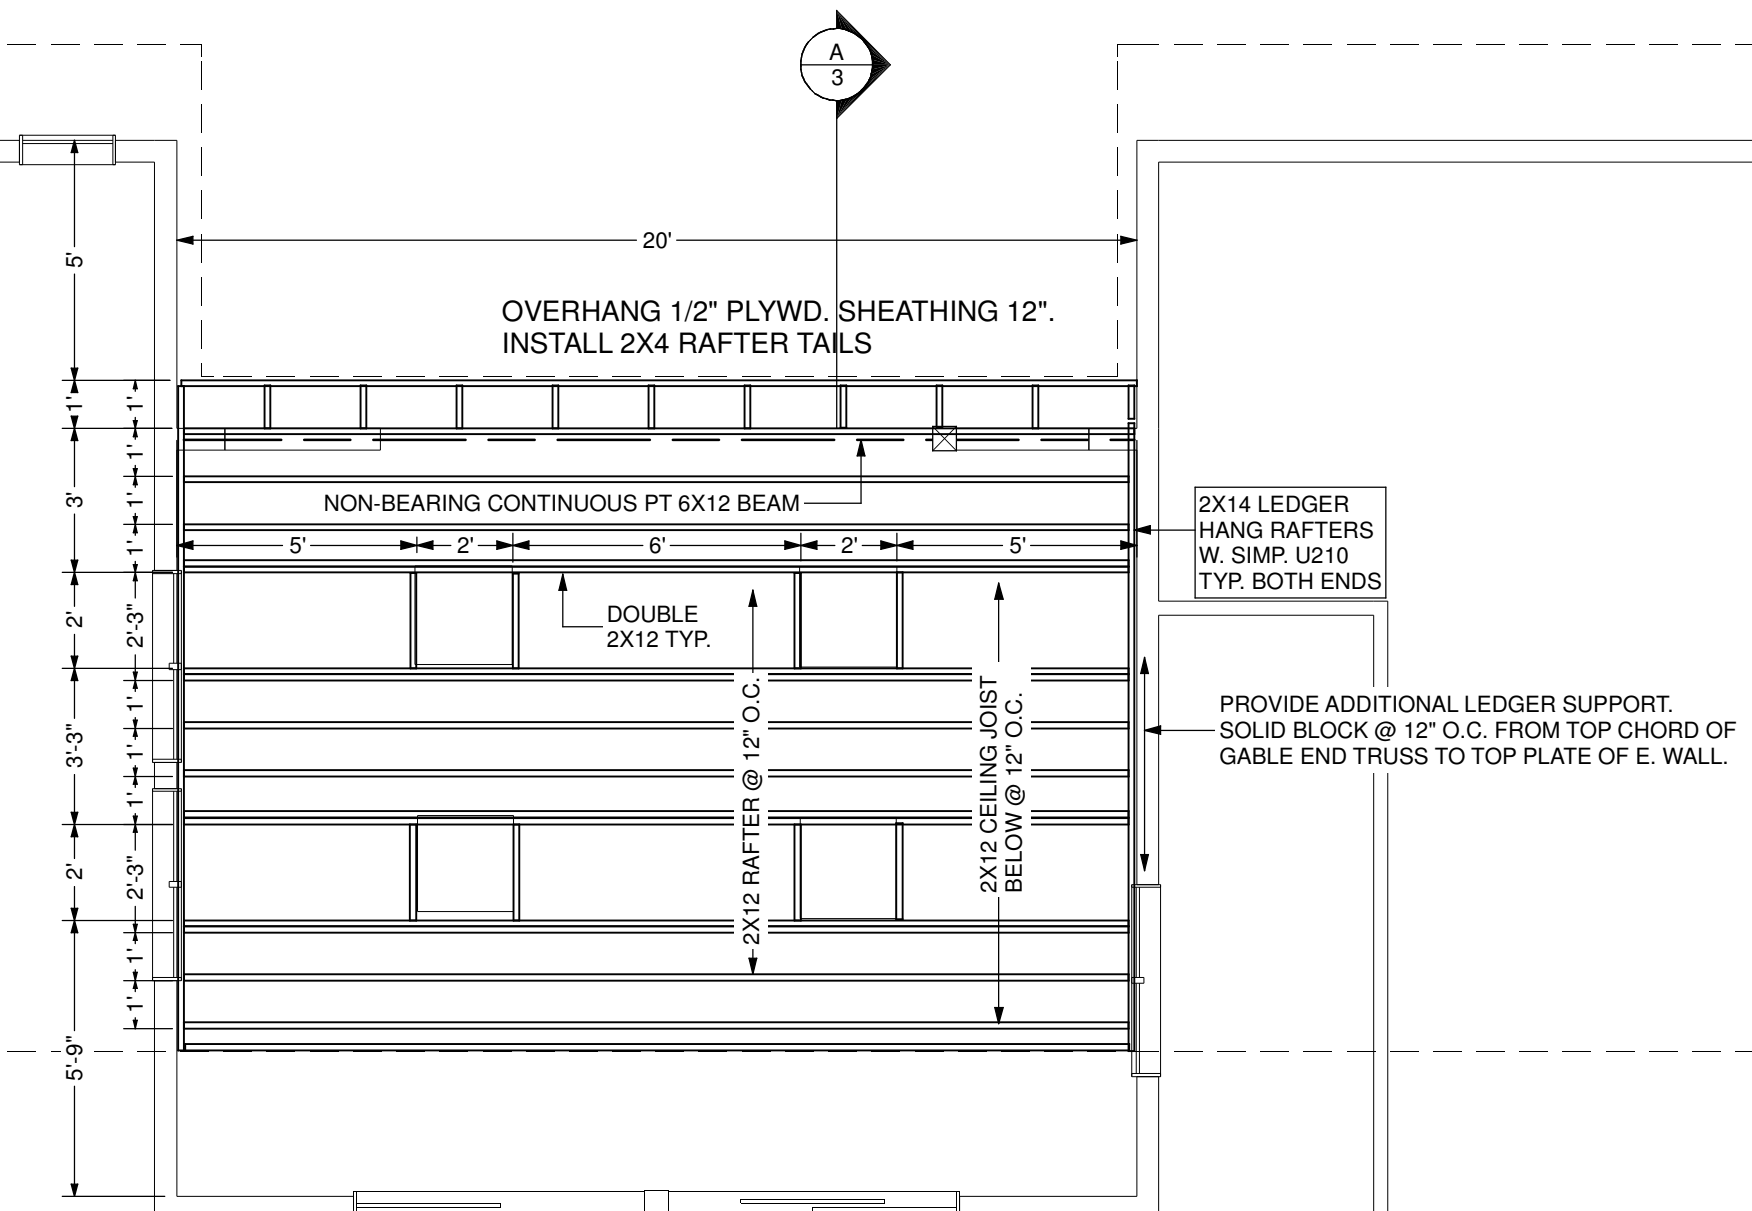 A
3
20'
OVERHANG 1/2" PLYWD. SHEATHING 12".
INSTALL 2X4 RAFTER TAILS
5'
1'
3'
2'
3'-3"
2'
5'-9"
1'
1'
1'
1'
2'-3"
1'
1'
1'
2'-3"
1'
1'
NON-BEARING CONTINUOUS PT 6X12 BEAM
5'
2'
6'
2'
5'
DOUBLE
2X12 TYP.
2X12 RAFTER @ 12" O.C.
2X12 CEILING JOIST
BELOW @ 12" O.C.
2X14 LEDGER
HANG RAFTERS
W. SIMP. U210
TYP. BOTH ENDS
PROVIDE ADDITIONAL LEDGER SUPPORT.
SOLID BLOCK @ 12" O.C. FROM TOP CHORD OF
GABLE END TRUSS TO TOP PLATE OF E. WALL.